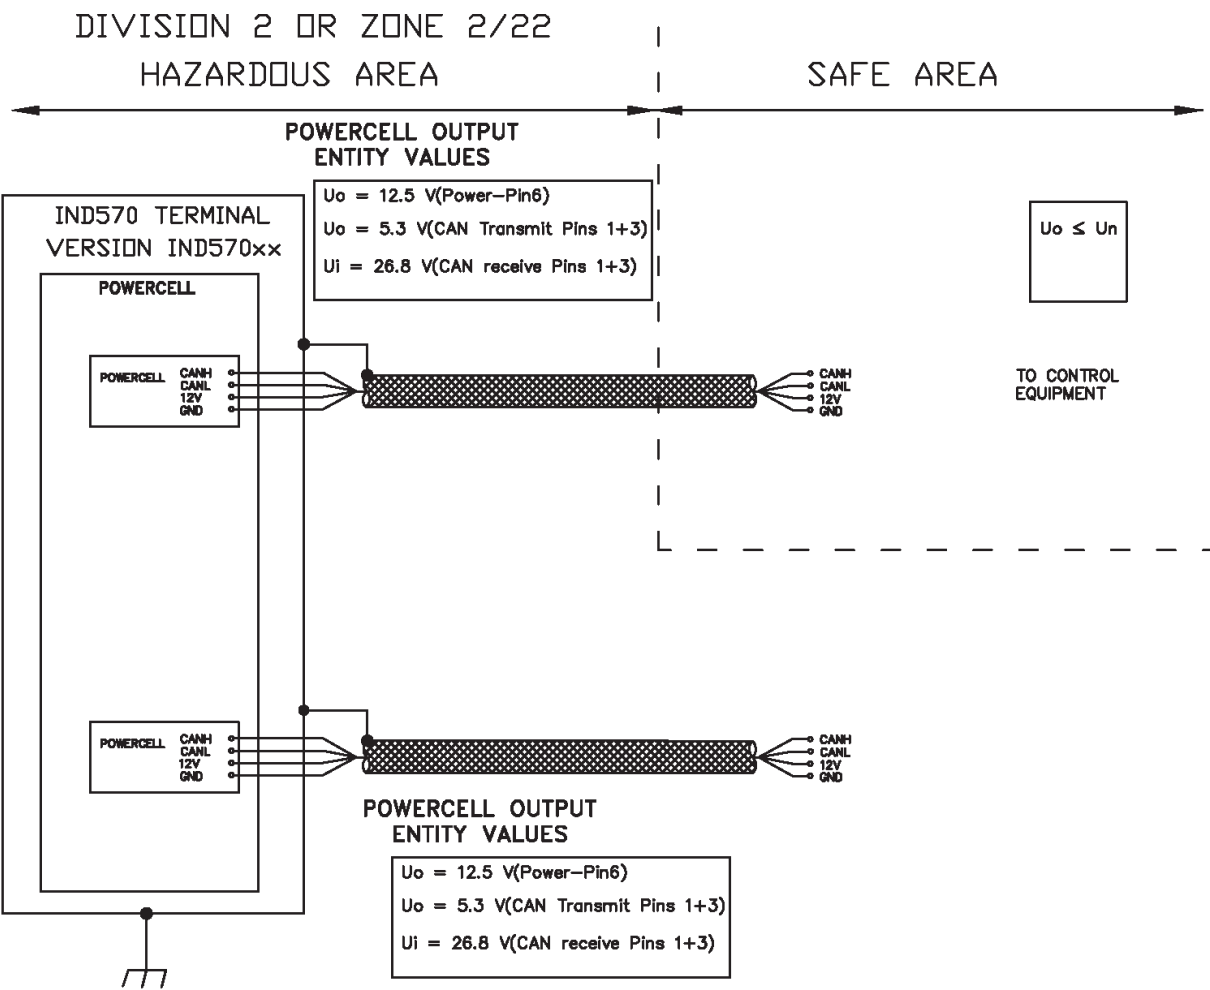 DIVISION 2 OR ZONE 2/22
HAZARDOUS AREA
SAFE AREA
POWERCELL OUTPUT
ENTITY VALUES
Uo = 12.5 V(Power-Pin6)
Uo = 5.3 V(CAN Transmit Pins 1+3)
Ui = 26.8 V(CAN receive Pins 1+3)
IND570 TERMINAL
VERSION IND570xx
POWERCELL
Uo ≤ Un
POWERCELL
CANH
CANL
12V
GND
CANH
CANL
12V
GND
TO CONTROL
EQUIPMENT
POWERCELL
CANH
CANL
12V
GND
CANH
CANL
12V
GND
POWERCELL OUTPUT
ENTITY VALUES
Uo = 12.5 V(Power-Pin6)
Uo = 5.3 V(CAN Transmit Pins 1+3)
Ui = 26.8 V(CAN receive Pins 1+3)